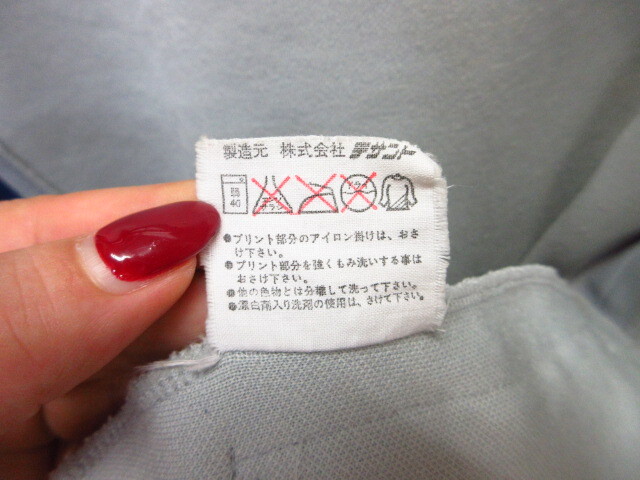 製造元 株式会社 デサント
40
●プリント部分のアイロン掛けは、おさ
け下さい。
●プリント部分を強くもみ洗いする事は
おさけ下さい。
●他の色物とは分離して洗って下さい。
●漂白剤入り洗剤の使用は、さけて下さい。